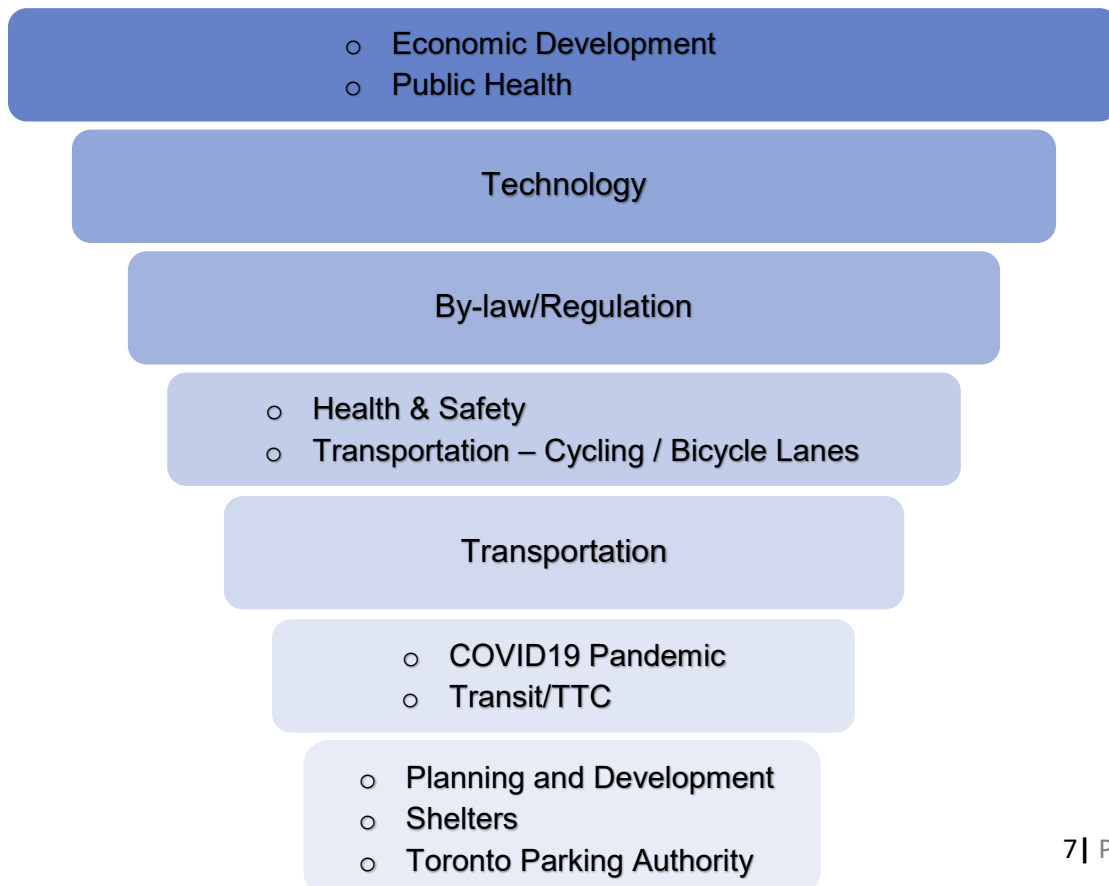 o Economic Development
o Public Health
Technology
By-law/Regulation
o Health & Safety
o Transportation – Cycling / Bicycle Lanes
Transportation
o COVID19 Pandemic
o Transit/TTC
o Planning and Development
o Shelters
o Toronto Parking Authority
7| P